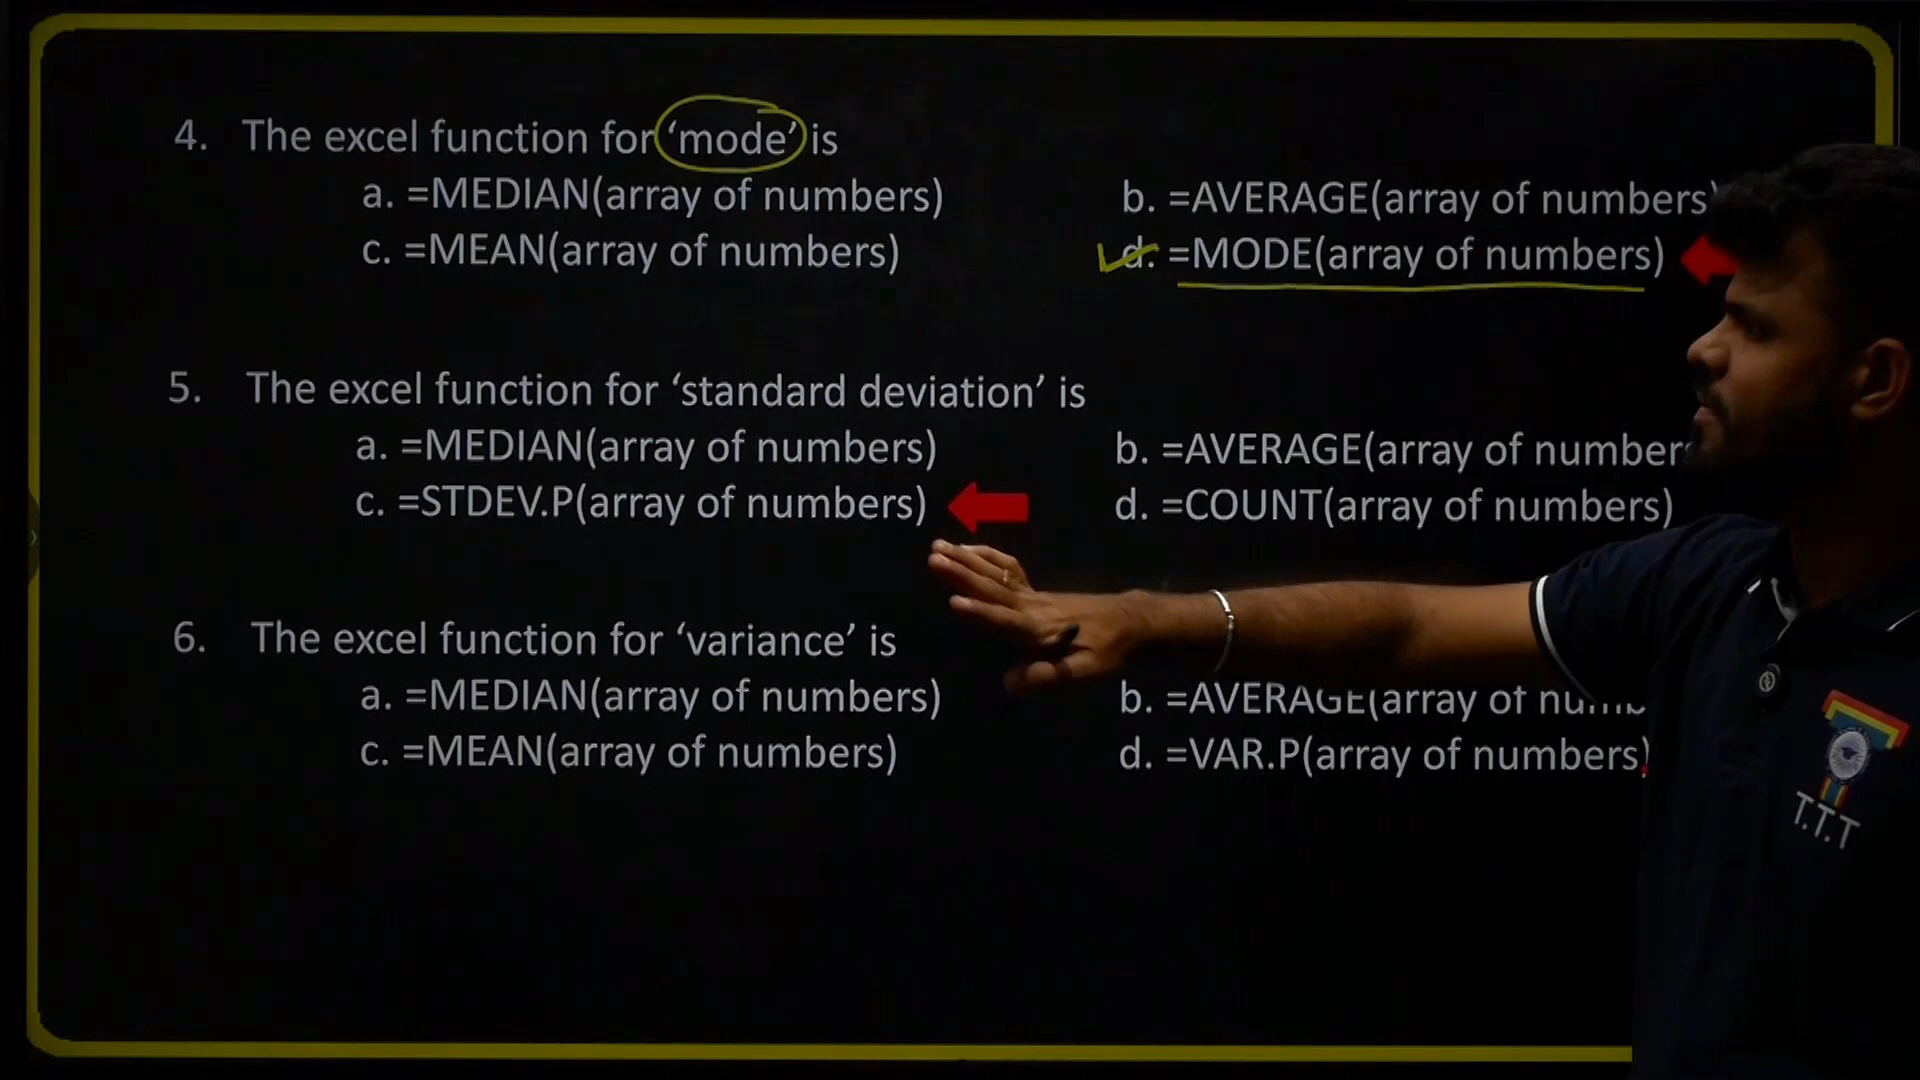 4. The excel function for ‘mode’ is
a. =MEDIAN(array of numbers) b. =AVERAGE(array of numbers)
c. =MEAN(array of numbers) d. =MODE(array of numbers)
5. The excel function for ‘standard deviation’ is
a. =MEDIAN(array of numbers) b. =AVERAGE(array of number
c. =STDEV.P(array of numbers) d. =COUNT(array of numbers)
6. The excel function for ‘variance’ is
a. =MEDIAN(array of numbers) b. =AVERAGE(array of
c. =MEAN(array of numbers) d. =VAR.P(array of numbers)
T.T.T